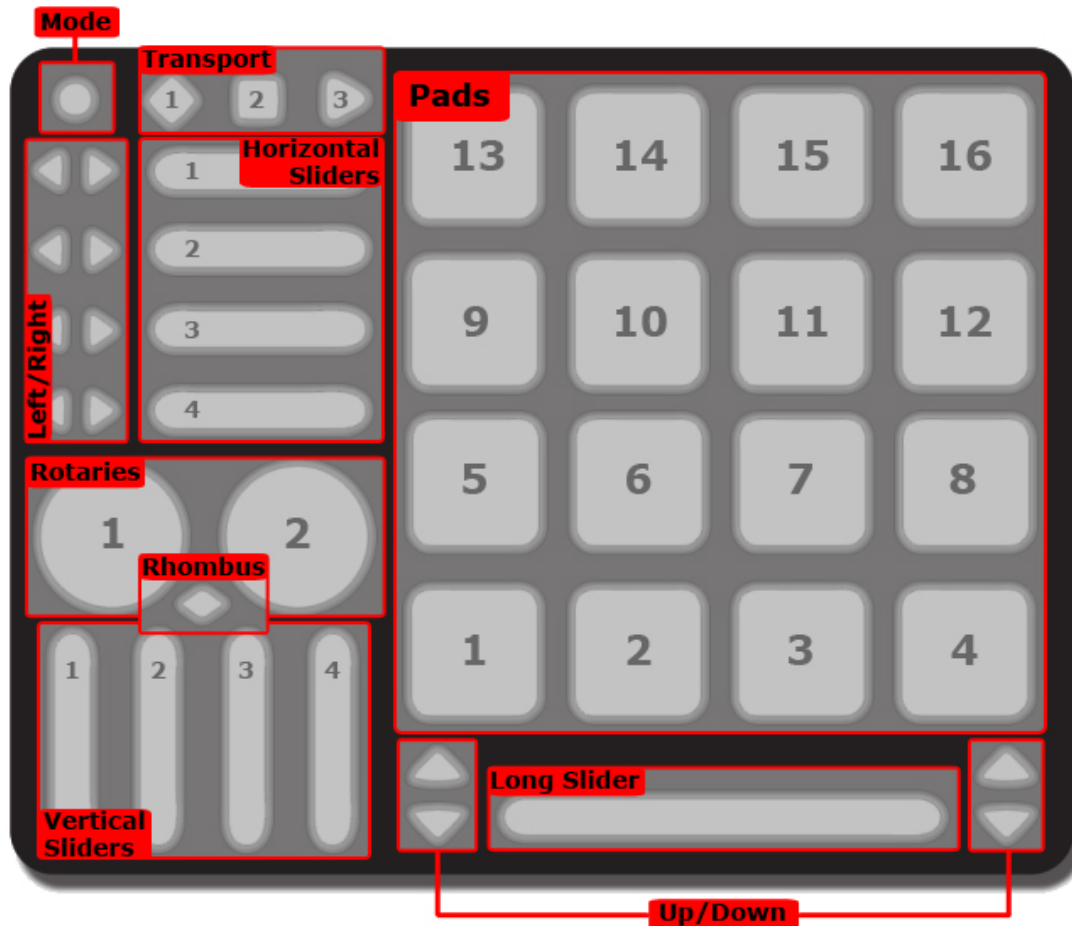 Mode
Transport
1 2 3
Pads
Horizontal
Sliders
1
2
3
4
Left/Right
13 14 15 16
9 10 11 12
5 6 7 8
1 2 3 4
Rotaries
1 2
Rhombus
1 2 3 4
Vertical
Sliders
Long Slider
Up/Down